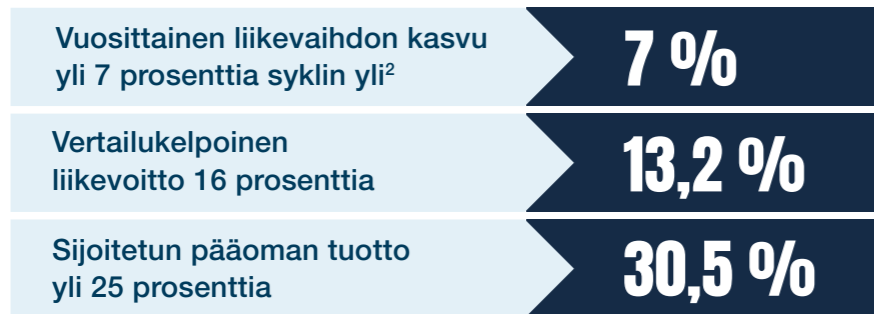 Vuosittainen liikevaihdon kasvu
yli 7 prosenttia syklin yli²
7 %
Vertailukelpoinen
liikevoitto 16 prosenttia
13,2 %
Sijoitetun pääoman tuotto
yli 25 prosenttia
30,5 %